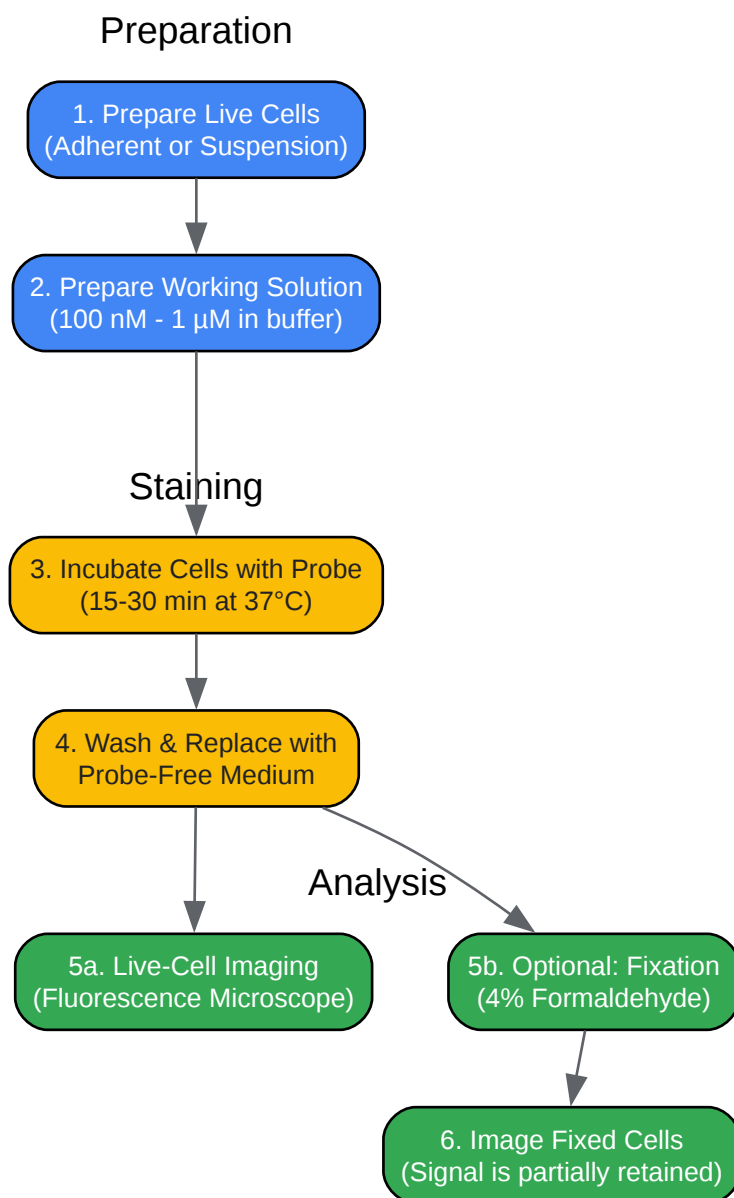 Preparation
1. Prepare Live Cells
(Adherent or Suspension)
2. Prepare Working Solution
(100 nM - 1 µM in buffer)
Staining
3. Incubate Cells with Probe
(15-30 min at 37°C)
4. Wash & Replace with
Probe-Free Medium
Analysis
5a. Live-Cell Imaging
(Fluorescence Microscope)
5b. Optional: Fixation
(4% Formaldehyde)
6. Image Fixed Cells
(Signal is partially retained)